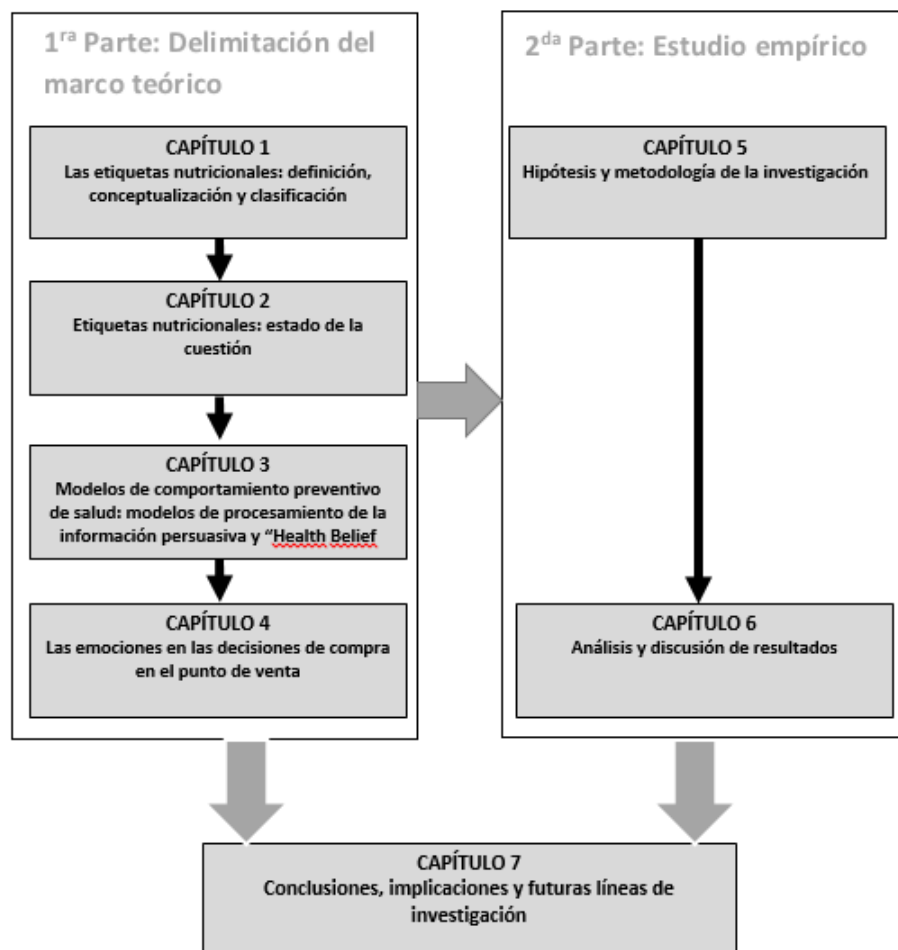 1ra Parte: Delimitación del
marco teórico
CAPÍTULO 1
Las etiquetas nutricionales: definición,
conceptualización y clasificación
CAPÍTULO 2
Etiquetas nutricionales: estado de la
cuestión
CAPÍTULO 3
Modelos de comportamiento preventivo
de salud: modelos de procesamiento de la
información persuasiva y “Health Belief
CAPÍTULO 4
Las emociones en las decisiones de compra
en el punto de venta
2da Parte: Estudio empírico
CAPÍTULO 5
Hipótesis y metodología de la investigación
CAPÍTULO 6
Análisis y discusión de resultados
CAPÍTULO 7
Conclusiones, implicaciones y futuras líneas de
investigación